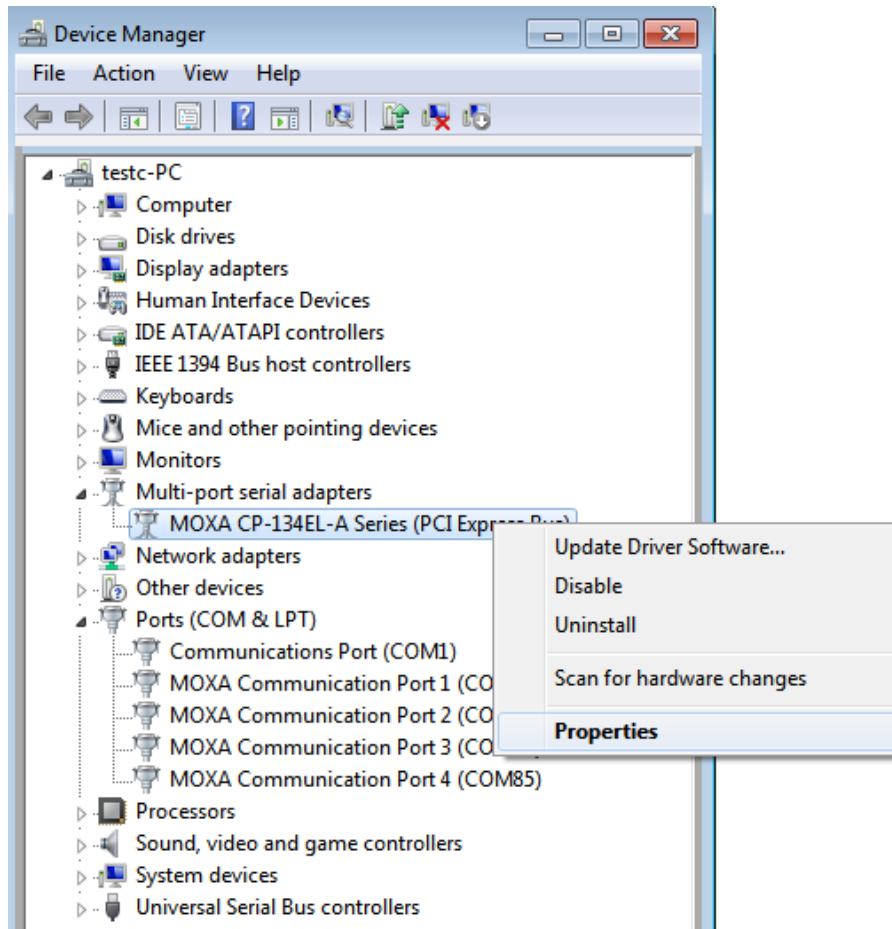 Device Manager
File Action View Help
testc-PC
Computer
Disk drives
Display adapters
Human Interface Devices
IDE ATA/ATAPI controllers
IEEE 1394 Bus host controllers
Keyboards
Mice and other pointing devices
Monitors
Multi-port serial adapters
MOXA CP-134EL-A Series (PCI Express Bus)
Network adapters
Other devices
Ports (COM & LPT)
Communications Port (COM1)
MOXA Communication Port 1 (CO
MOXA Communication Port 2 (CO
MOXA Communication Port 3 (CO
MOXA Communication Port 4 (COM85)
Processors
Sound, video and game controllers
System devices
Universal Serial Bus controllers
Update Driver Software...
Disable
Uninstall
Scan for hardware changes
Properties